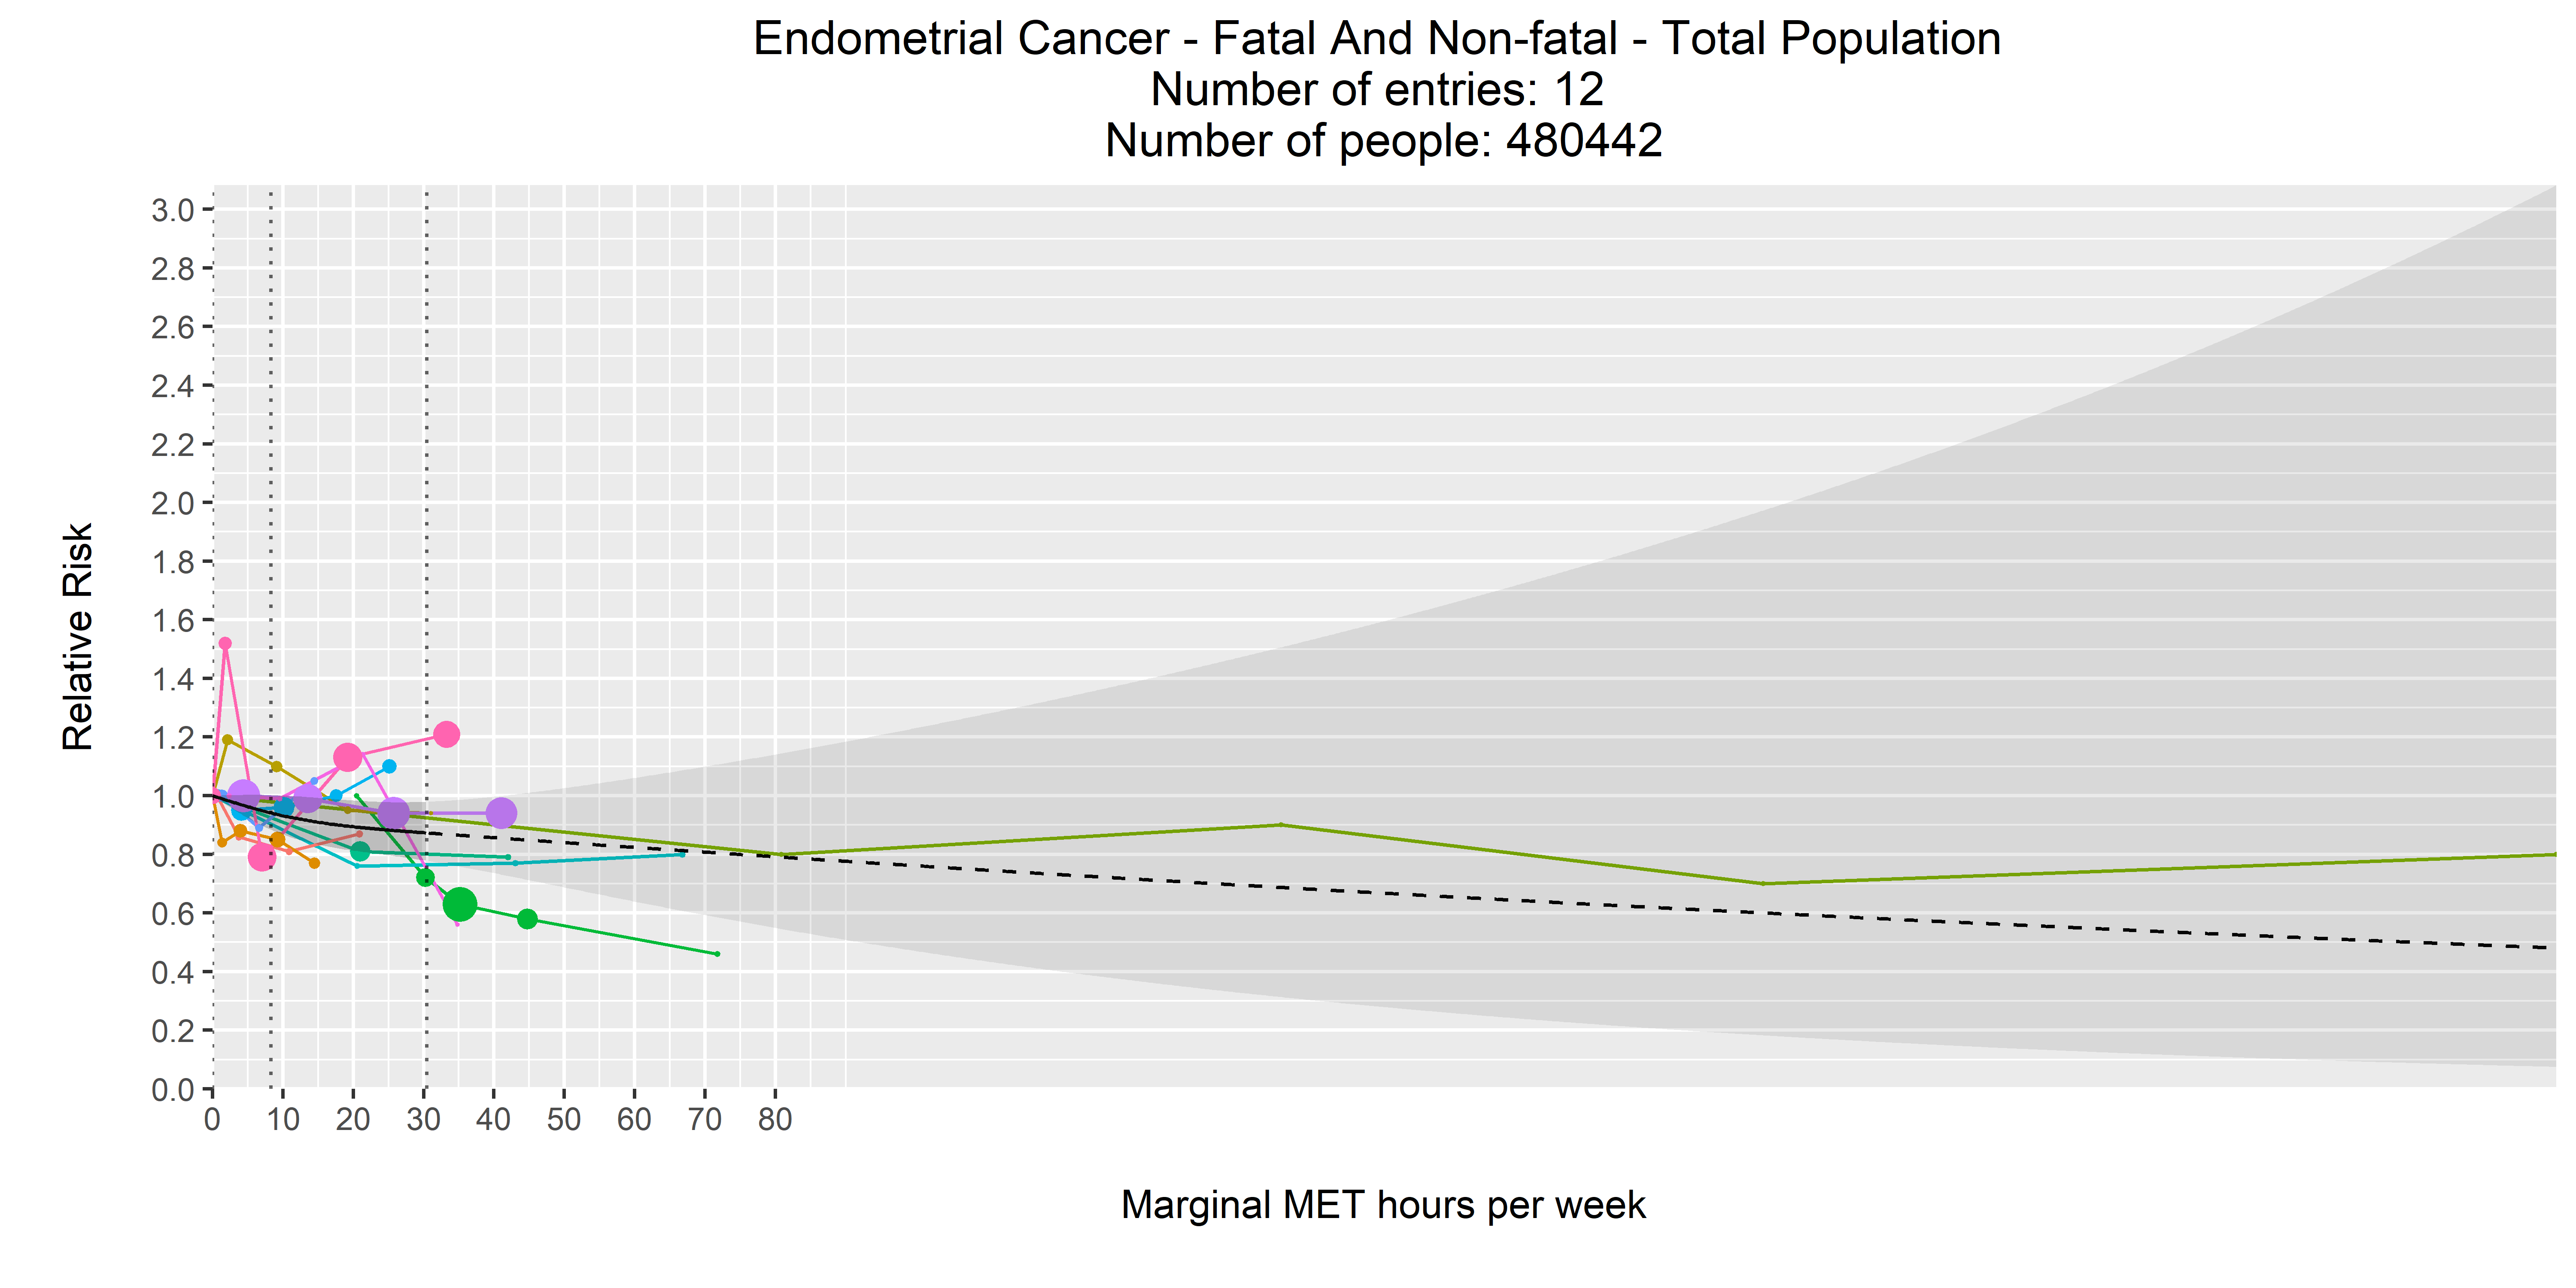 Endometrial Cancer - Fatal And Non-fatal - Total Population
Number of entries: 12
Number of people: 480442
Relative Risk
3.0
2.8
2.6
2.4
2.2
2.0
1.8
1.6
1.4
1.2
1.0
0.8
0.6
0.4
0.2
0.0
0 10 20 30 40 50 60 70 80
Marginal MET hours per week